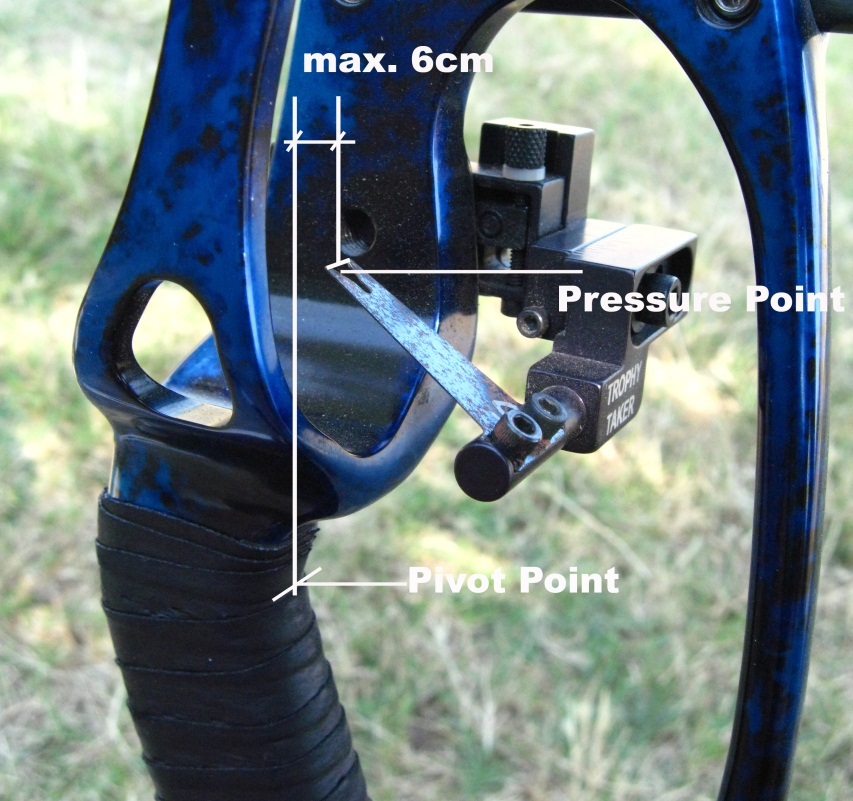 max. 6cm
Pressure Point
TROPHY
TAKER
Pivot Point